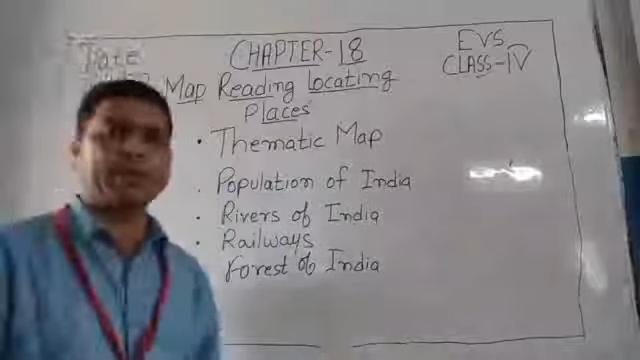 Date
CHAPTER-18
EVS
CLASS-IV
Map Reading Locating
Places
• Thematic Map
. Population of India
. Rivers of India
. Railways
Forest of India